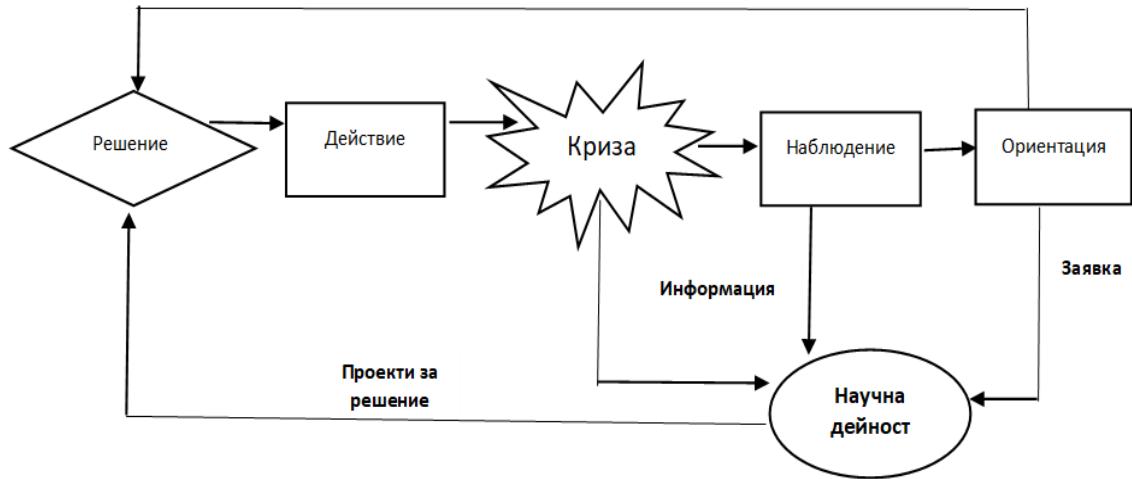 Решение
Действие
Криза
Наблюдение
Ориентация
Информация
Заявка
Проекти за
решение
Научна
дейност